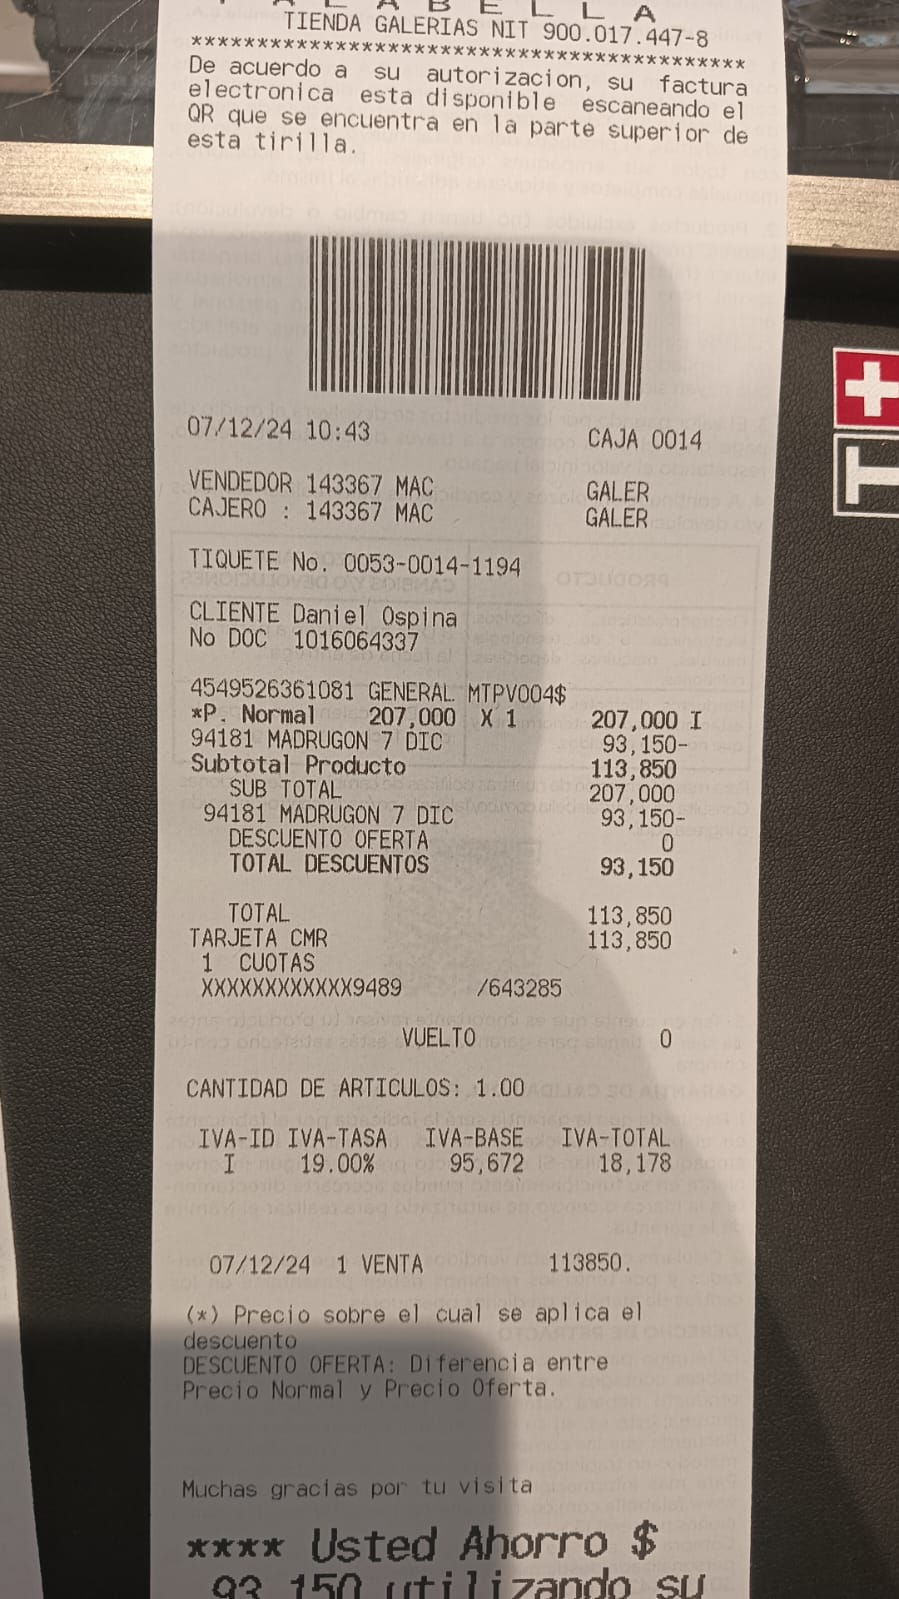 A L A B E L L A
TIENDA GALERIAS NIT 900.017.447-8
******************************************
De acuerdo a su autorizacion, su factura
electronica esta disponible escaneando el
QR que se encuentra en la parte superior de
esta tirilla.
07/12/24 10:43 CAJA 0014
VENDEDOR 143367 MAC GALER
CAJERO : 143367 MAC GALER
TIQUETE No. 0053-0014-1194
CLIENTE Daniel Ospina
No DOC 1016064337
4549526361081 GENERAL MTPV004$
*P. Normal 207,000 X 1 207,000 I
94181 MADRUGON 7 DIC 93,150-
Subtotal Producto 113,850
SUB TOTAL 207,000
94181 MADRUGON 7 DIC 93,150-
DESCUENTO OFERTA 0
TOTAL DESCUENTOS 93,150
TOTAL 113,850
TARJETA CMR 113,850
1 CUOTAS
XXXXXXXXXXXX9489 /643285
VUELTO 0
CANTIDAD DE ARTICULOS: 1.00
IVA-ID IVA-TASA IVA-BASE IVA-TOTAL
I 19.00% 95,672 18,178
07/12/24 1 VENTA 113850.
(*) Precio sobre el cual se aplica el
descuento
DESCUENTO OFERTA: Diferencia entre
Precio Normal y Precio Oferta.
Muchas gracias por tu visita
**** Usted Ahorro $
93,150 utilizando su